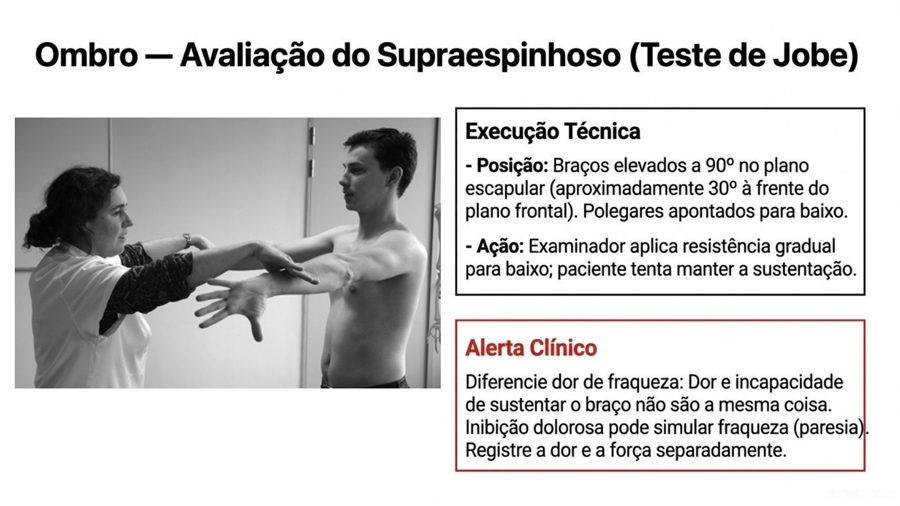 Ombro — Avaliação do Supraespinhoso (Teste de Jobe)
Execução Técnica
- Posição: Braços elevados a 90º no plano
escapular (aproximadamente 30º à frente do
plano frontal). Polegares apontados para baixo.
- Ação: Examinador aplica resistência gradual
para baixo; paciente tenta manter a sustentação.
Alerta Clínico
Diferencie dor de fraqueza: Dor e incapacidade
de sustentar o braço não são a mesma coisa.
Inibição dolorosa pode simular fraqueza (paresia).
Registre a dor e a força separadamente.